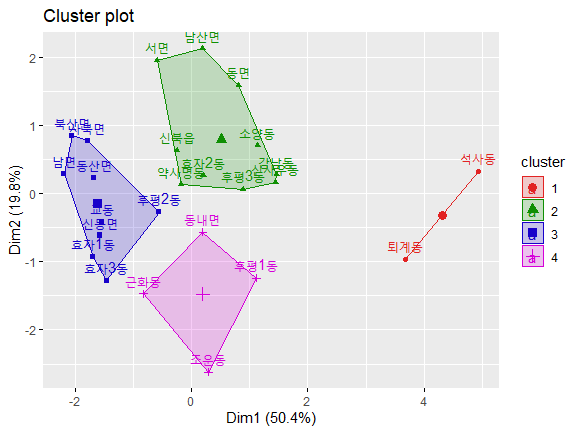 Cluster plot
남산면
서면
동면
북산면
사북면
신북읍
소양동
남면
동산면
효자2동
강남동
약사명동
후평3동
석사동
교동
후평2동
신동면
동내면
효자1동
퇴계동
효자3동
근화동
후평1동
조운동
2
1
0
-1
-2
-2
0
2
4
Dim2 (19.8%)
Dim1 (50.4%)
cluster
1
2
3
4